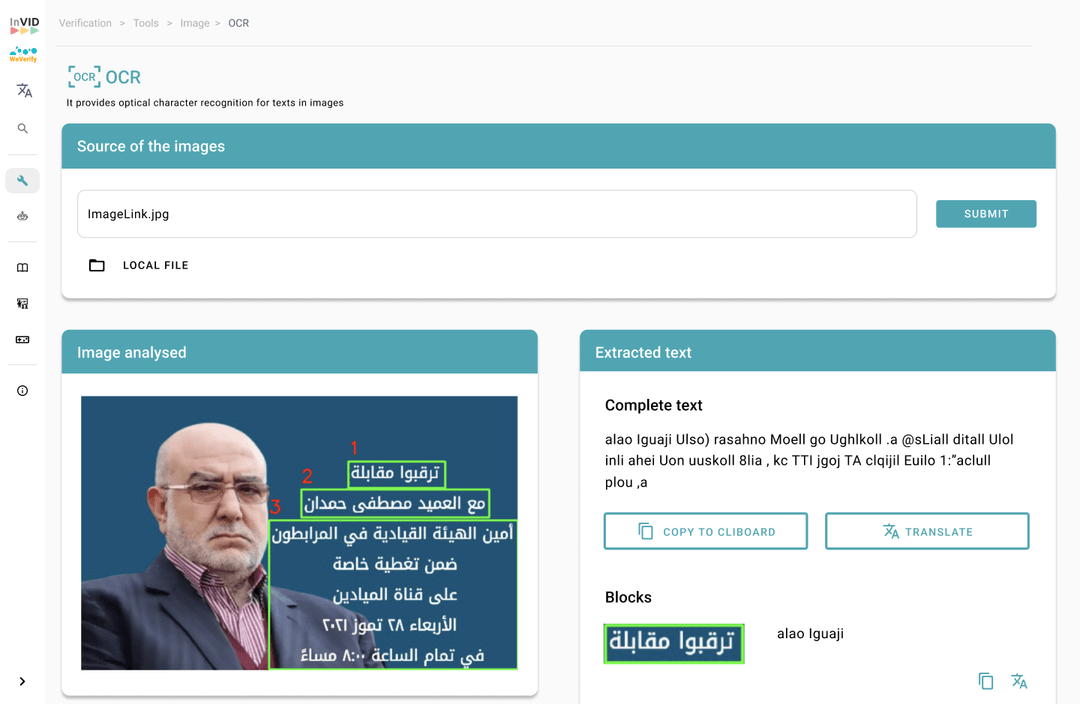 InVID
WeVerify
Verification > Tools > Image > OCR
OCR OCR
It provides optical character recognition for texts in images
Source of the images
ImageLink.jpg
SUBMIT
LOCAL FILE
Image analysed
1
ترقبوا مقابلة
2
مع العميد مصطفى حمدان
3
أمين الهيئة القيادية في المرابطون
ضمن تغطية خاصة
على قناة الميادين
الأربعاء ٢٨ تموز ٢٠٢١
في تمام الساعة ٨:٠٠ مساءً
Extracted text
Complete text
alao Iguaji Ulso) rasahno Moell go Ughlkoll .a @sLiall ditall Ulol
inli ahei Uon uuskoll 8lia , kc TTI jgoj TA clqijil Euilo 1:”aclull
plou ,a
COPY TO CLIBOARD
TRANSLATE
Blocks
ترقبوا مقابلة
alao Iguaji